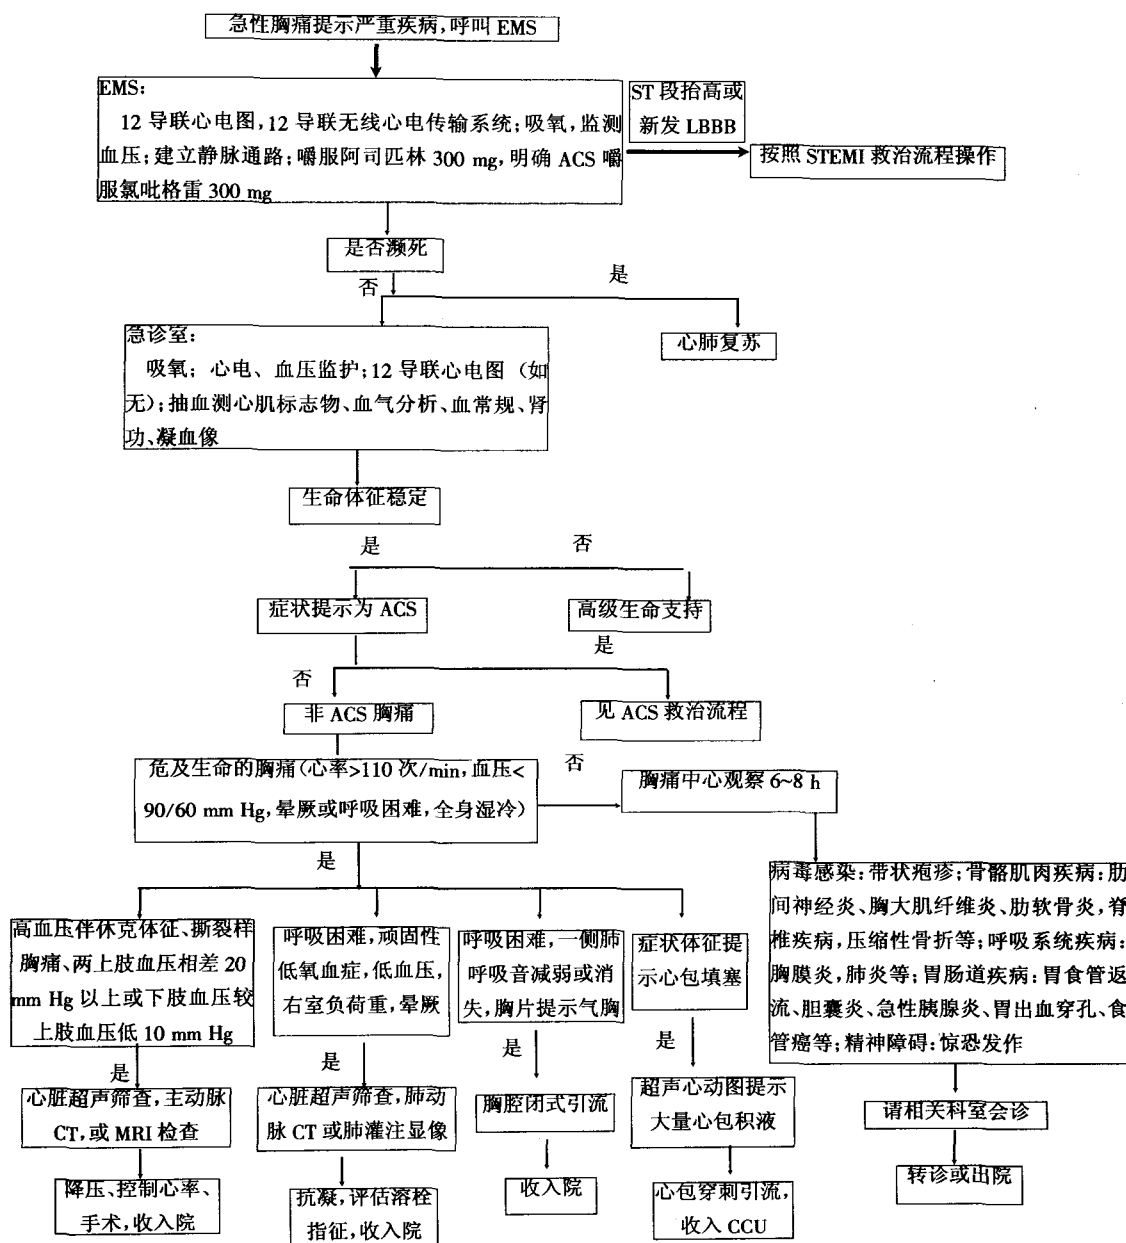 急性胸痛提示严重疾病,呼叫 EMS
EMS:
12 导联心电图,12 导联无线心电传输系统;吸氧,监测
血压;建立静脉通路;嚼服阿司匹林 300 mg,明确 ACS 嚼
服氯吡格雷 300 mg
ST 段抬高或
新发 LBBB
按照 STEMI 救治流程操作
是否濒死
否
是
急诊室:
吸氧; 心电、血压监护;12 导联心电图 (如
无);抽血测心肌标志物、血气分析、血常规、肾
功、凝血像
心肺复苏
生命体征稳定
是
否
症状提示为 ACS
高级生命支持
否
是
非 ACS 胸痛
见 ACS 救治流程
危及生命的胸痛(心率>110 次/min,血压<
90/60 mm Hg,晕厥或呼吸困难,全身湿冷)
否
胸痛中心观察 6~8 h
是
病毒感染:带状疱疹;骨骼肌肉疾病:肋
间神经炎、胸大肌纤维炎、肋软骨炎,脊
椎疾病,压缩性骨折等;呼吸系统疾病:
胸膜炎,肺炎等;胃肠道疾病:胃食管返
流、胆囊炎、急性胰腺炎、胃出血穿孔、食
管癌等;精神障碍:惊恐发作
高血压伴休克体征、撕裂样
胸痛、两上肢血压相差 20
mm Hg 以上或下肢血压较
上肢血压低 10 mm Hg
呼吸困难,顽固性
低氧血症,低血压,
右室负荷重,晕厥
呼吸困难,一侧肺
呼吸音减弱或消
失,胸片提示气胸
症状体征提
示心包填塞
是
是
是
是
心脏超声筛查,主动脉
CT,或 MRI 检查
心脏超声筛查,肺动
脉 CT 或肺灌注显像
胸腔闭式引流
超声心动图提示
大量心包积液
请相关科室会诊
降压、控制心率、
手术,收入院
抗凝,评估溶栓
指征,收入院
收入院
心包穿刺引流,
收入 CCU
转诊或出院